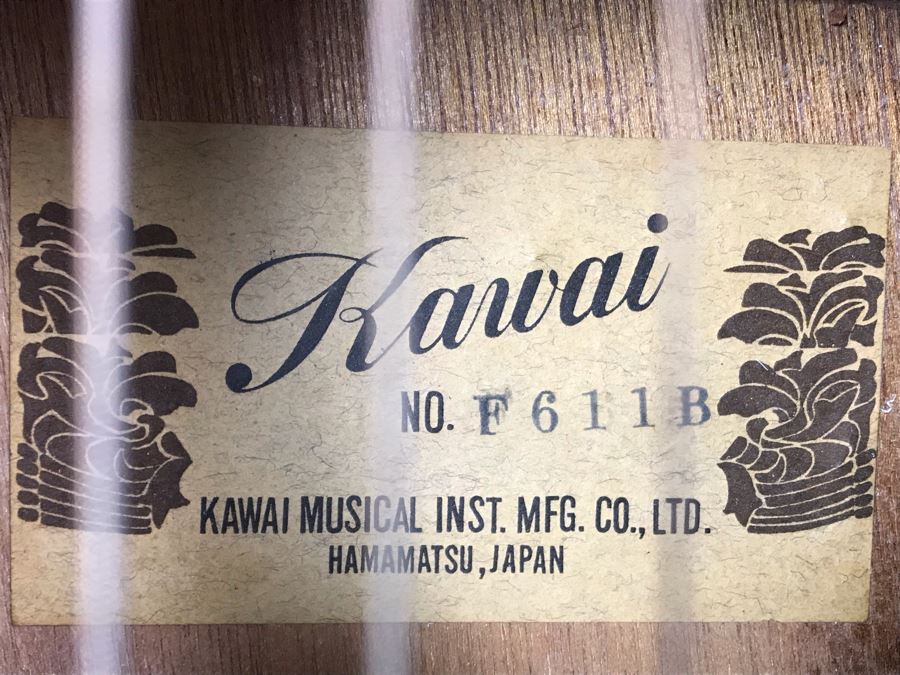 Kawai
NO. F611B
KAWAI MUSICAL INST. MFG. CO., LTD.
HAMAMATSU, JAPAN